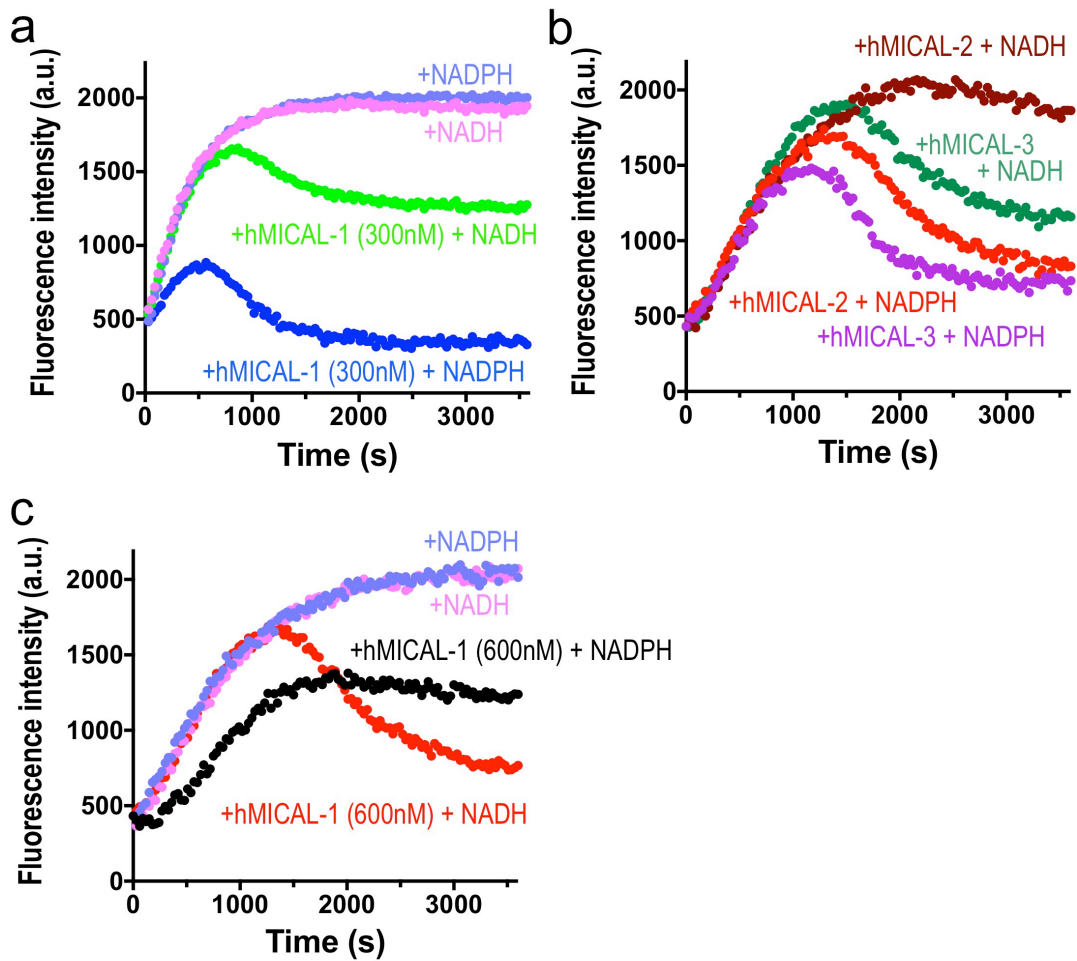 a
Fluorescence intensity (a.u.)
2000
1500
1000
500
0
0 1000 2000 3000
Time (s)
+NADPH
+NADH
+hMICAL-1 (300nM) + NADH
+hMICAL-1 (300nM) + NADPH
b
Fluorescence intensity (a.u.)
2000
1500
1000
500
0
0 1000 2000 3000
Time (s)
+hMICAL-2 + NADH
+hMICAL-3
+ NADH
+hMICAL-2 + NADPH
+hMICAL-3 + NADPH
c
Fluorescence intensity (a.u.)
2000
1500
1000
500
0
0 1000 2000 3000
Time (s)
+NADPH
+NADH
+hMICAL-1 (600nM) + NADPH
+hMICAL-1 (600nM) + NADH